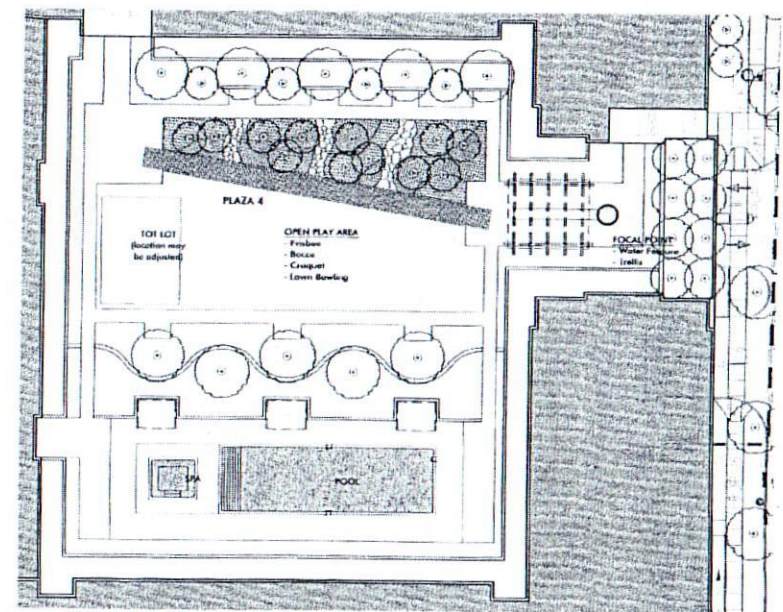 PLAZA 4
TOT LOT
(location may
be adjusted)
OPEN PLAY AREA
- Frisbee
- Bocce
- Croquet
- Lawn Bowling
FOCAL POINT
- Water Feature
- Trellis
SPA
POOL